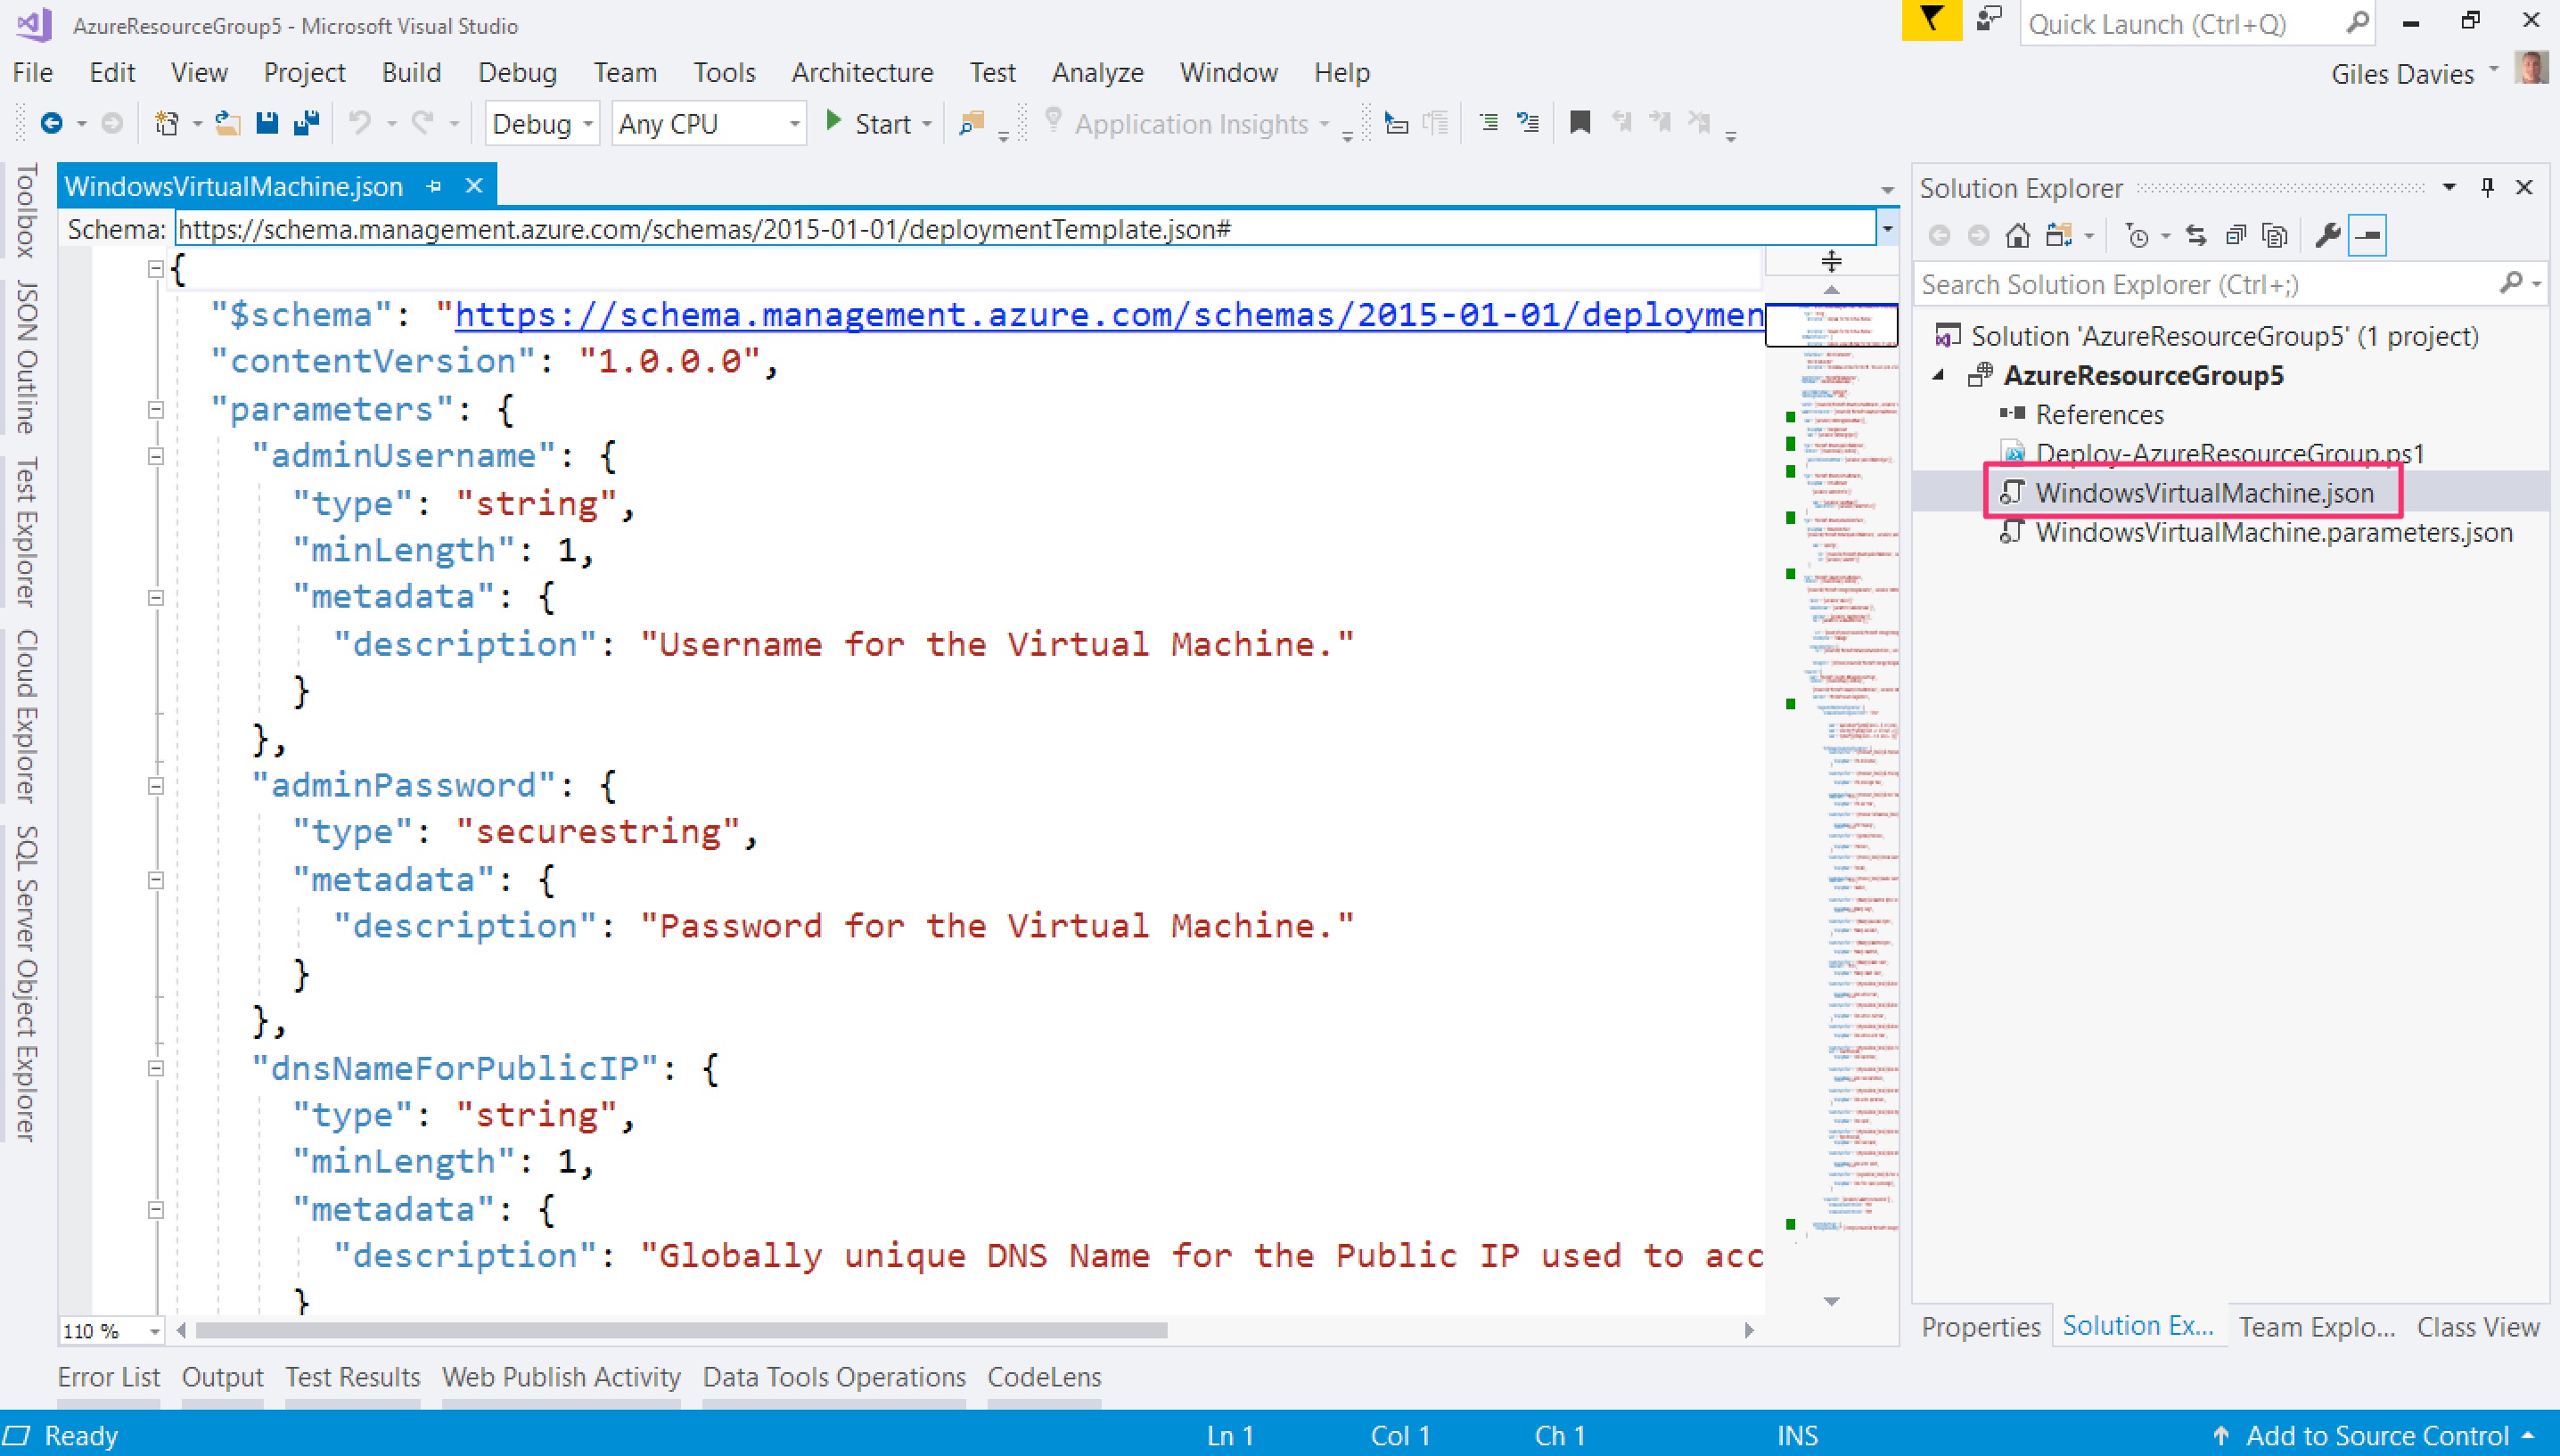 AzureResourceGroup5 - Microsoft Visual Studio
Quick Launch (Ctrl+Q)
File Edit View Project Build Debug Team Tools Architecture Test Analyze Window Help
Giles Davies
Debug Any CPU Start Application Insights
Toolbox
JSON Outline
Test Explorer
Cloud Explorer
SQL Server Object Explorer
WindowsVirtualMachine.json
Schema: https://schema.management.azure.com/schemas/2015-01-01/deploymentTemplate.json#
{
"$schema": "https://schema.management.azure.com/schemas/2015-01-01/deploymen
"contentVersion": "1.0.0.0",
"parameters": {
"adminUsername": {
"type": "string",
"minLength": 1,
"metadata": {
"description": "Username for the Virtual Machine."
}
},
"adminPassword": {
"type": "securestring",
"metadata": {
"description": "Password for the Virtual Machine."
}
},
"dnsNameForPublicIP": {
"type": "string",
"minLength": 1,
"metadata": {
"description": "Globally unique DNS Name for the Public IP used to acc
}
110 %
Solution Explorer
Search Solution Explorer (Ctrl+;)
Solution 'AzureResourceGroup5' (1 project)
AzureResourceGroup5
References
Deploy-AzureResourceGroup.ps1
WindowsVirtualMachine.json
WindowsVirtualMachine.parameters.json
Properties Solution Ex... Team Explo... Class View
Error List Output Test Results Web Publish Activity Data Tools Operations CodeLens
Ready Ln 1 Col 1 Ch 1 INS Add to Source Control